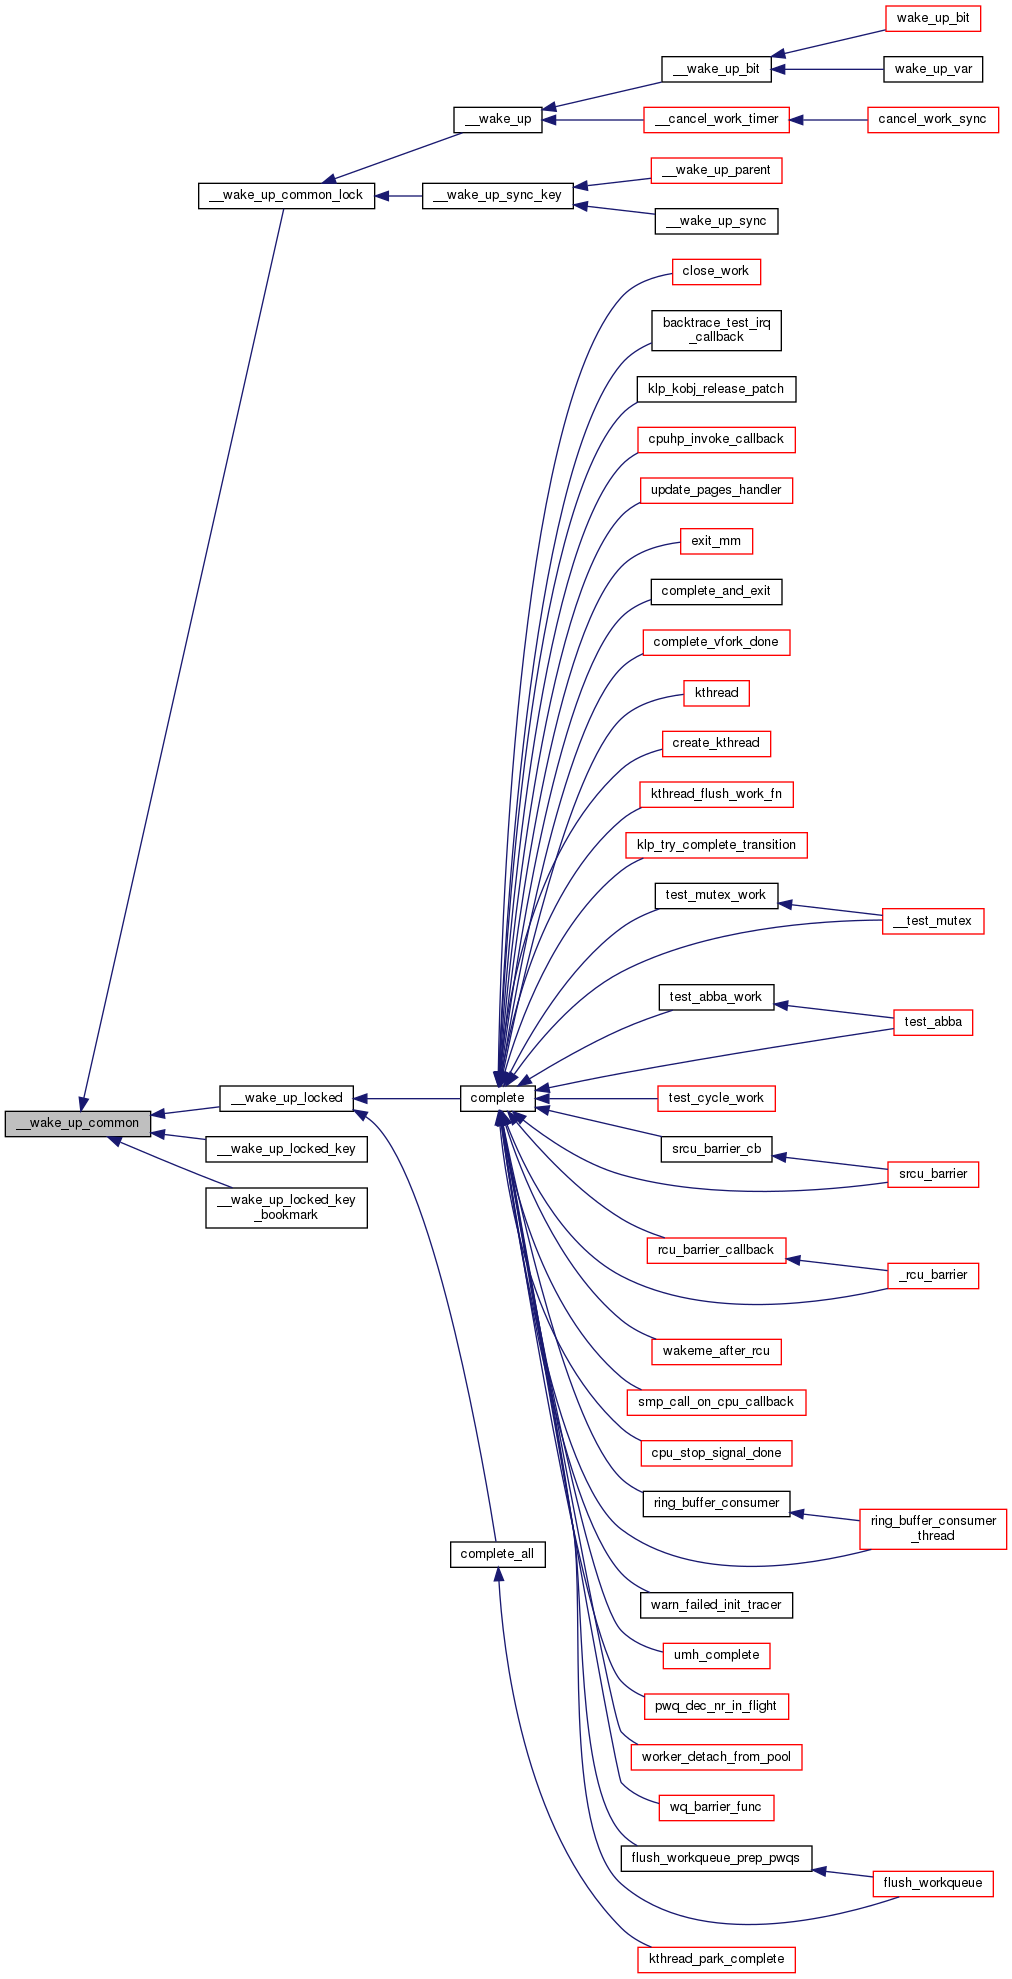 wake_up_bit
__wake_up_bit
wake_up_var
__wake_up
__cancel_work_timer
cancel_work_sync
__wake_up_parent
__wake_up_common_lock
__wake_up_sync_key
__wake_up_sync
close_work
backtrace_test_irq
_callback
klp_kobj_release_patch
cpuhp_invoke_callback
update_pages_handler
exit_mm
complete_and_exit
complete_vfork_done
kthread
create_kthread
kthread_flush_work_fn
klp_try_complete_transition
test_mutex_work
__test_mutex
test_abba_work
test_abba
__wake_up_locked
complete
test_cycle_work
__wake_up_common
__wake_up_locked_key
srcu_barrier_cb
srcu_barrier
__wake_up_locked_key
_bookmark
rcu_barrier_callback
_rcu_barrier
wakeme_after_rcu
smp_call_on_cpu_callback
cpu_stop_signal_done
ring_buffer_consumer
ring_buffer_consumer
_thread
complete_all
warn_failed_init_tracer
umh_complete
pwq_dec_nr_in_flight
worker_detach_from_pool
wq_barrier_func
flush_workqueue_prep_pwqs
flush_workqueue
kthread_park_complete